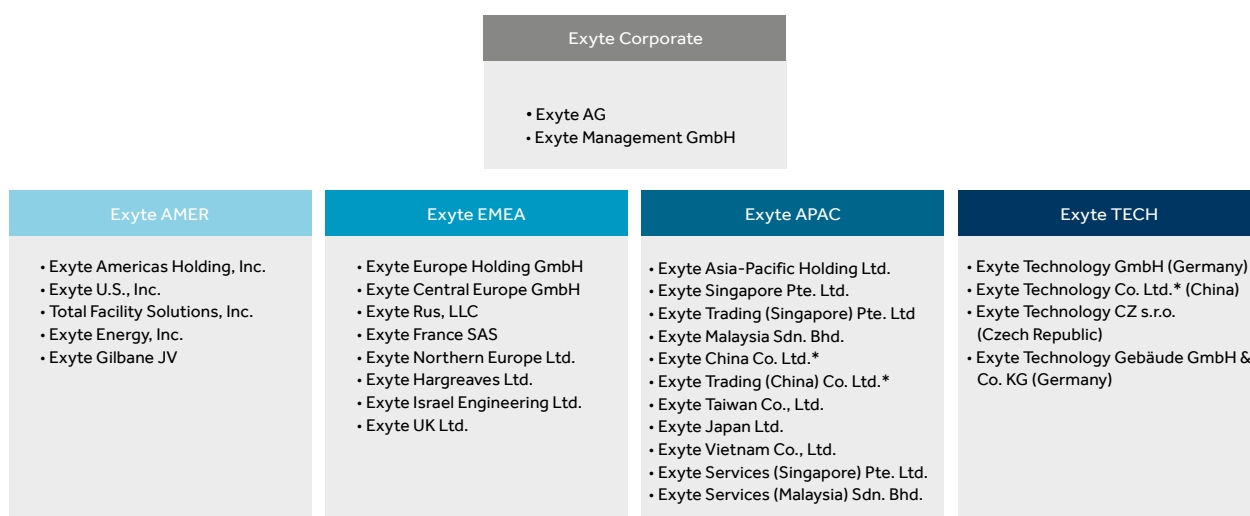 Exyte Corporate
• Exyte AG
• Exyte Management GmbH
Exyte AMER
• Exyte Americas Holding, Inc.
• Exyte U.S., Inc.
• Total Facility Solutions, Inc.
• Exyte Energy, Inc.
• Exyte Gilbane JV
Exyte EMEA
• Exyte Europe Holding GmbH
• Exyte Central Europe GmbH
• Exyte Rus, LLC
• Exyte France SAS
• Exyte Northern Europe Ltd.
• Exyte Hargreaves Ltd.
• Exyte Israel Engineering Ltd.
• Exyte UK Ltd.
Exyte APAC
• Exyte Asia-Pacific Holding Ltd.
• Exyte Singapore Pte. Ltd.
• Exyte Trading (Singapore) Pte. Ltd
• Exyte Malaysia Sdn. Bhd.
• Exyte China Co. Ltd.*
• Exyte Trading (China) Co. Ltd.*
• Exyte Taiwan Co., Ltd.
• Exyte Japan Ltd.
• Exyte Vietnam Co., Ltd.
• Exyte Services (Singapore) Pte. Ltd.
• Exyte Services (Malaysia) Sdn. Bhd.
Exyte TECH
• Exyte Technology GmbH (Germany)
• Exyte Technology Co. Ltd.* (China)
• Exyte Technology CZ s.r.o.
(Czech Republic)
• Exyte Technology Gebäude GmbH &
Co. KG (Germany)